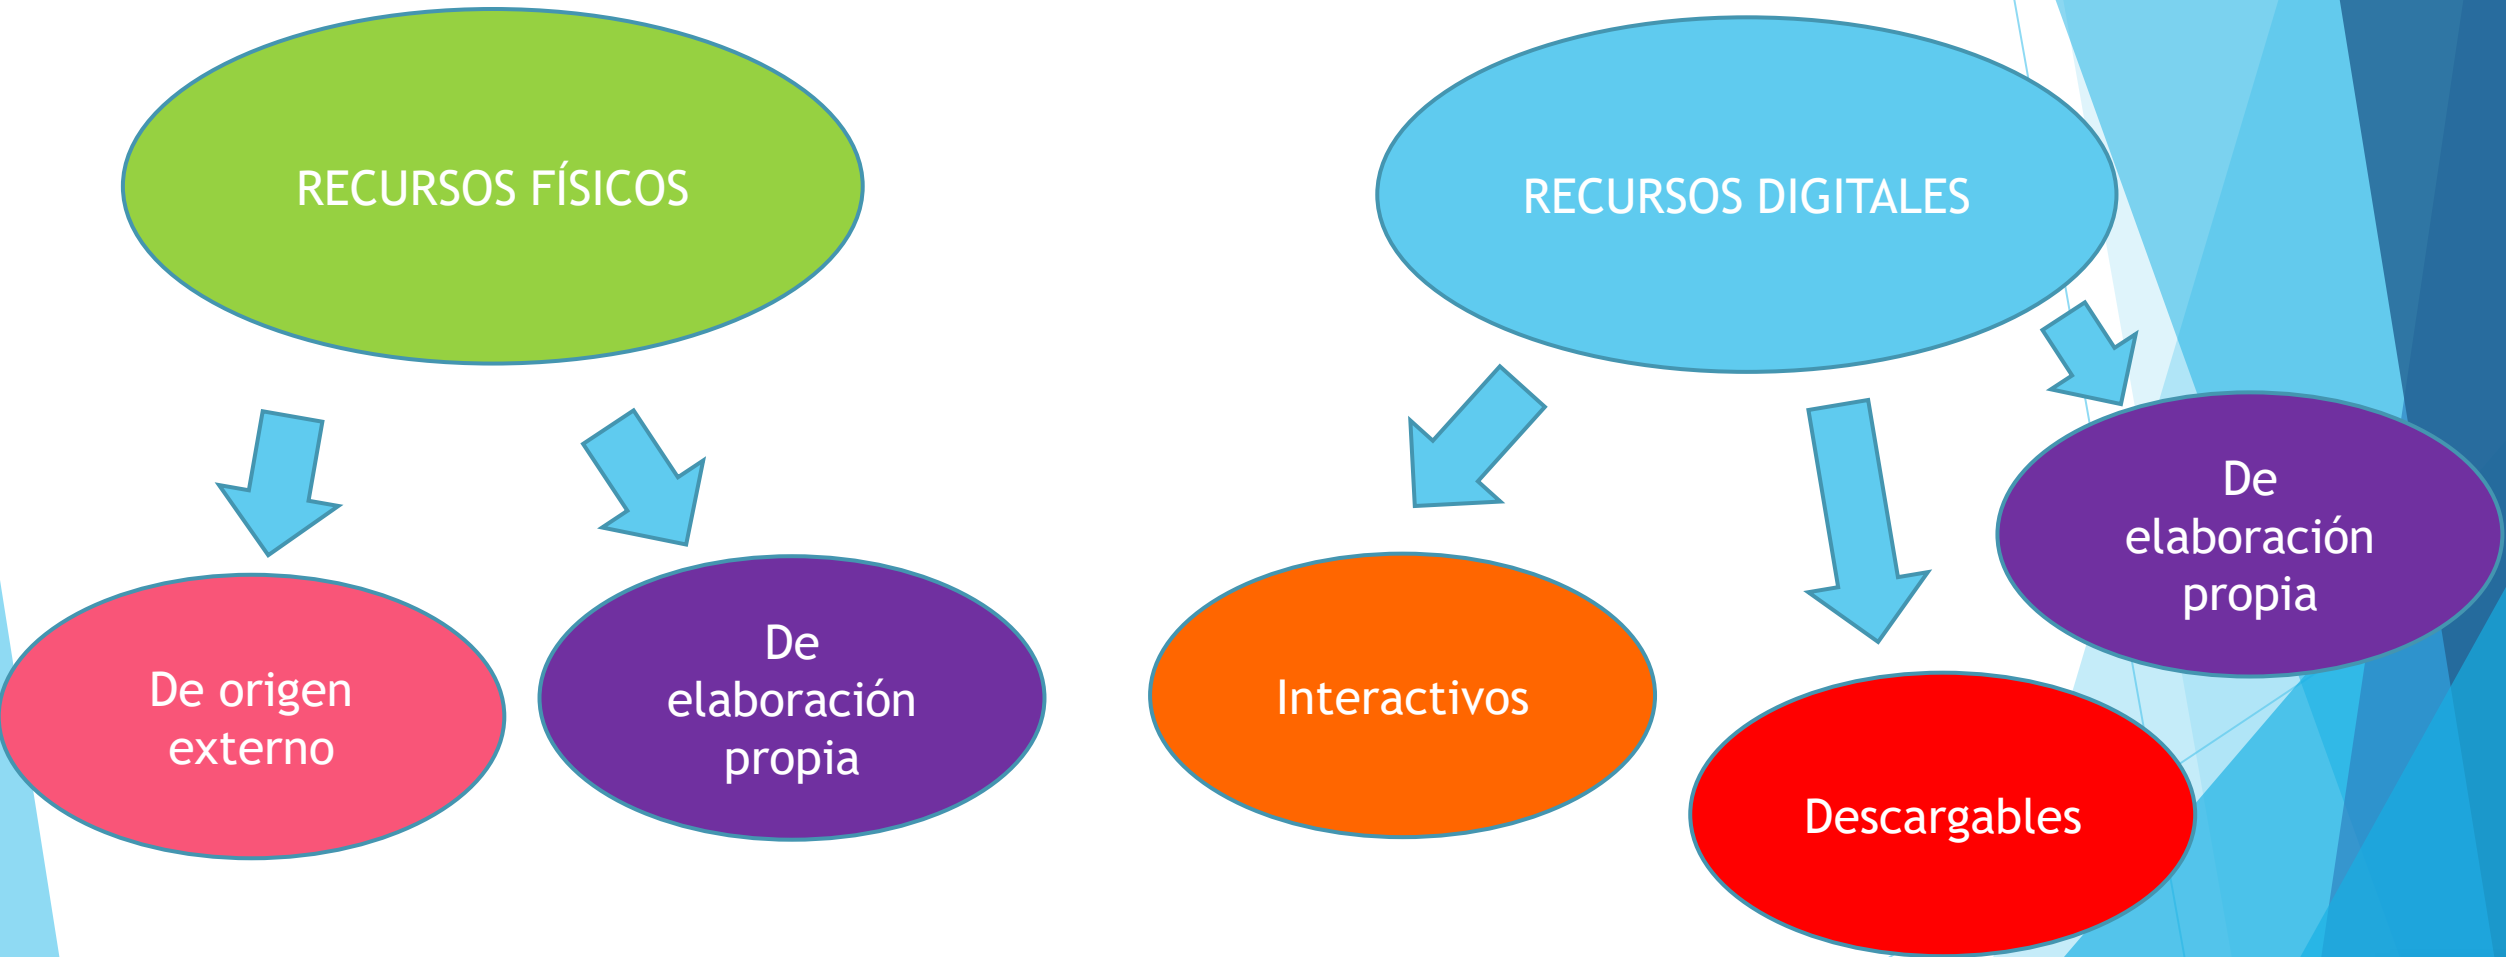 RECURSOS FÍSICOS
RECURSOS DIGITALES
De origen
externo
De
elaboración
propia
Interactivos
Descargables
De
elaboración
propia